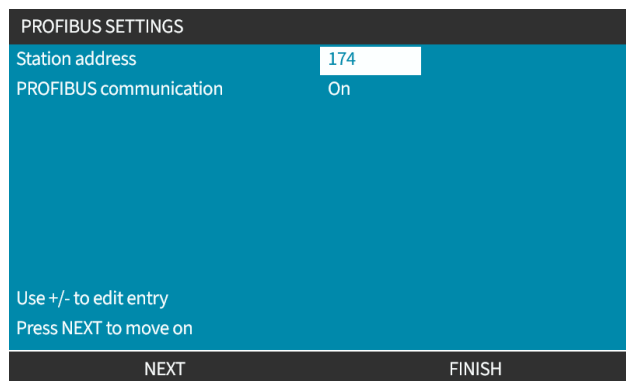 PROFIBUS SETTINGS
Station address 174
PROFIBUS communication On
Use +/- to edit entry
Press NEXT to move on
NEXT FINISH